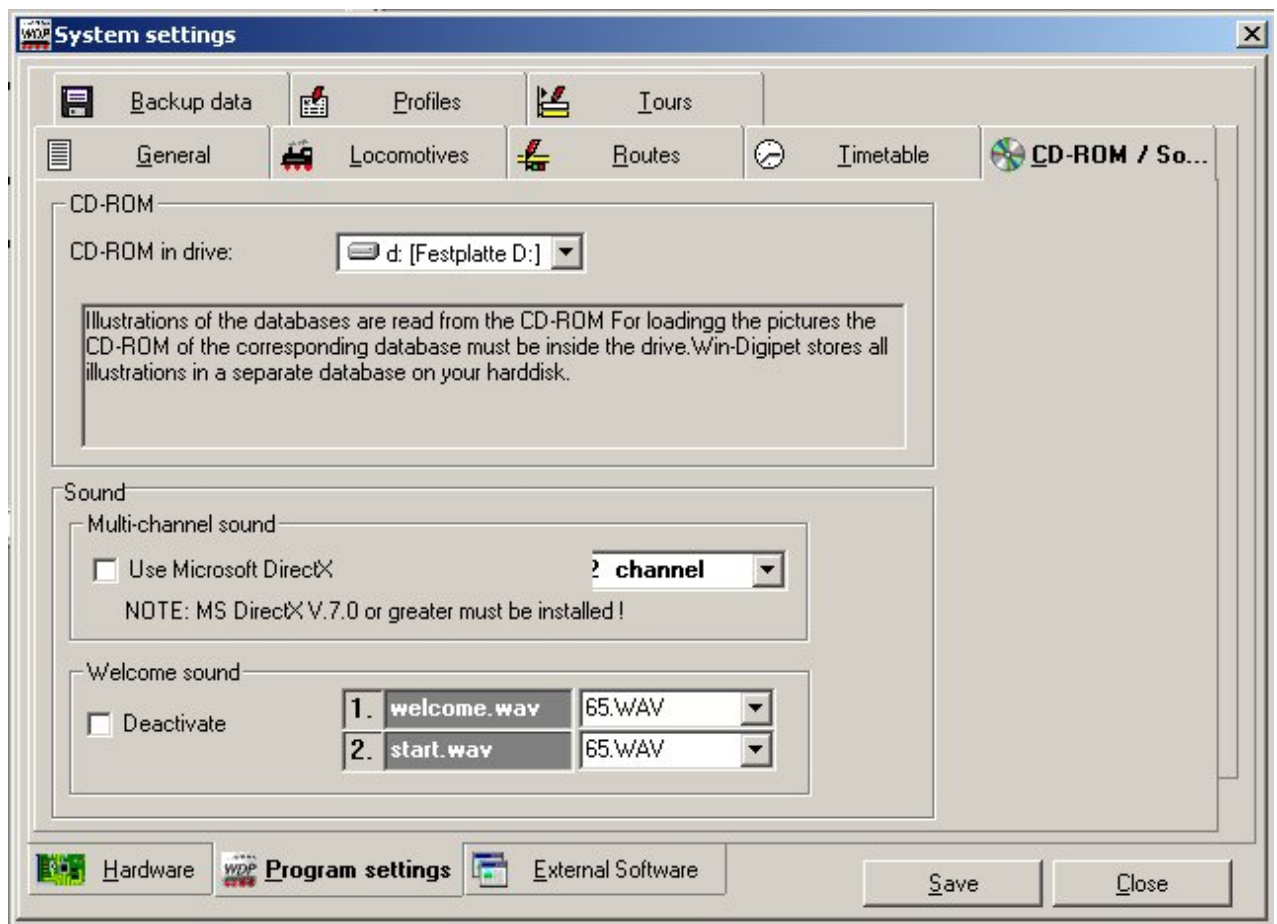 WDP System settings
Backup data
Profiles
Tours
General
Locomotives
Routes
Timetable
CD-ROM / So...
CD-ROM
CD-ROM in drive:
d: [Festplatte D:]
Illustrations of the databases are read from the CD-ROM For loadingg the pictures the
CD-ROM of the corresponding database must be inside the drive.Win-Digipet stores all
illustrations in a separate database on your harddisk.
Sound
Multi-channel sound
Use Microsoft DirectX
2 channel
NOTE: MS DirectX V.7.0 or greater must be installed !
Welcome sound
Deactivate
1. welcome.wav 65.WAV
2. start.wav 65.WAV
Hardware
WDP Program settings
External Software
Save
Close